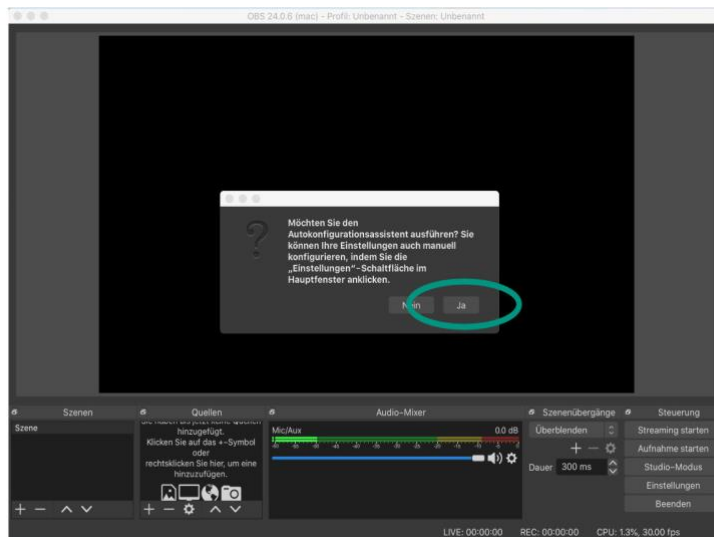 OBS 24.0.6 (mac) - Profil: Unbenannt - Szenen: Unbenannt
Möchten Sie den
Autokonfigurationsassistent ausführen? Sie
können Ihre Einstellungen auch manuell
konfigurieren, indem Sie die
„Einstellungen“-Schaltfläche im
Hauptfenster anklicken.
Nein
Ja
Szenen
Quellen
Audio-Mixer
Szenenübergänge
Steuerung
Szene
hinzugefügt.
Klicken Sie auf das +-Symbol
oder
rechtsklicken Sie hier, um eine
hinzuzufügen.
Mic/Aux
0.0 dB
Überblenden
Dauer
300 ms
Streaming starten
Aufnahme starten
Studio-Modus
Einstellungen
Beenden
LIVE: 00:00:00
REC: 00:00:00
CPU: 1.3%, 30.00 fps